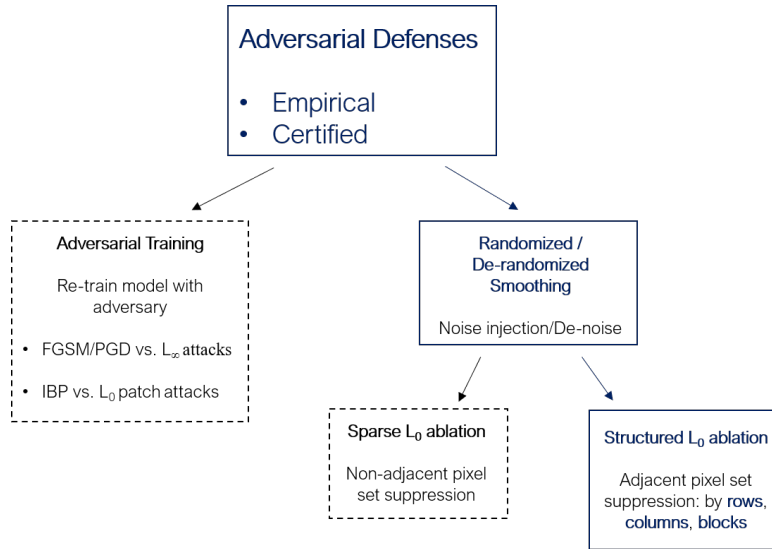 Adversarial Defenses
• Empirical
• Certified
Adversarial Training
Re-train model with
adversary
• FGSM/PGD vs. L∞ attacks
• IBP vs. L₀ patch attacks
Randomized /
De-randomized
Smoothing
Noise injection/De-noise
Sparse L₀ ablation
Non-adjacent pixel
set suppression
Structured L₀ ablation
Adjacent pixel set
suppression: by rows,
columns, blocks